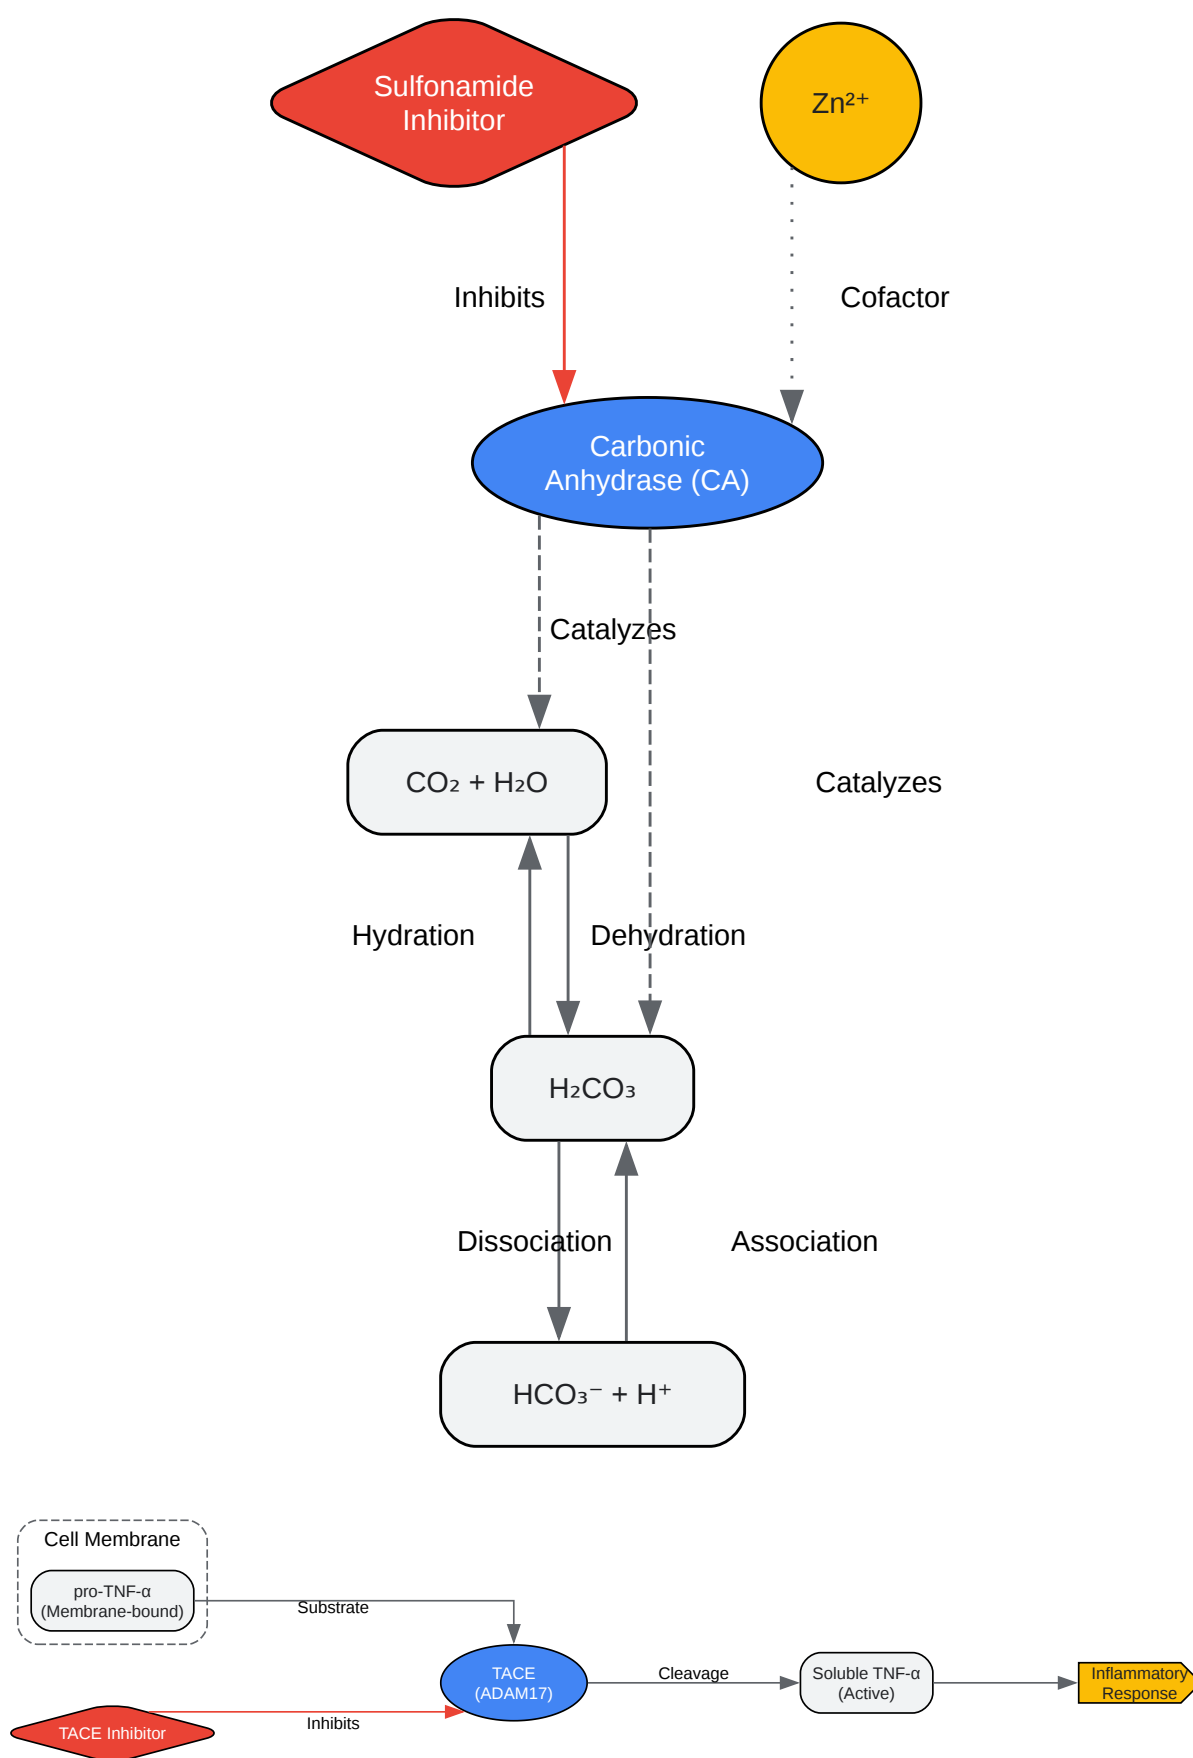 Sulfonamide
Inhibitor
Zn²⁺
Inhibits
Cofactor
Carbonic
Anhydrase (CA)
Catalyzes
CO₂ + H₂O
Catalyzes
Hydration
Dehydration
H₂CO₃
Dissociation
Association
HCO₃⁻ + H⁺
Cell Membrane
pro-TNF-α
(Membrane-bound)
Substrate
TACE
(ADAM17)
Cleavage
Soluble TNF-α
(Active)
Inflammatory
Response
Inhibits
TACE Inhibitor